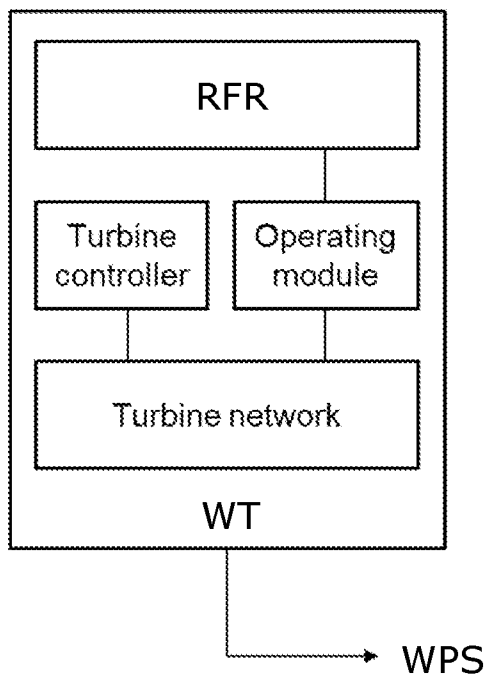 RFR
Turbine
controller
Operating
module
Turbine network
WT
WPS